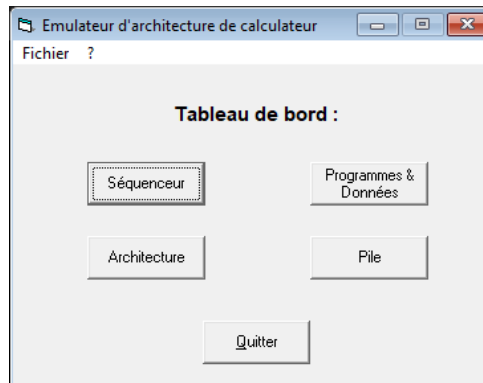 Emulateur d'architecture de calculateur
Fichier ?
Tableau de bord :
Séquenceur
Programmes &
Données
Architecture
Pile
Quitter